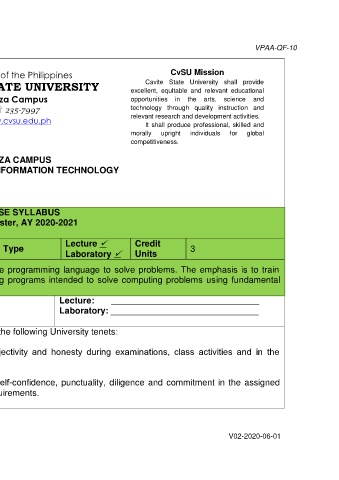 VPAA-QF-10
of the Philippines
ATE UNIVERSITY
za Campus
235-7997
.cvsu.edu.ph
CvSU Mission
Cavite State University shall provide
excellent, equitable and relevant educational
opportunities in the arts, science and
technology through quality instruction and
relevant research and development activities.
It shall produce professional, skilled and
morally upright individuals for global
competitiveness.
ZA CAMPUS
NFORMATION TECHNOLOGY
SE SYLLABUS
ster, AY 2020-2021
Type
Lecture ✓
Laboratory ✓
Credit
Units
3
e programming language to solve problems. The emphasis is to train
g programs intended to solve computing problems using fundamental
Lecture: ____________________
Laboratory: ____________________
the following University tenets:
jectivity and honesty during examinations, class activities and in the
elf-confidence, punctuality, diligence and commitment in the assigned
uirements.
V02-2020-06-01